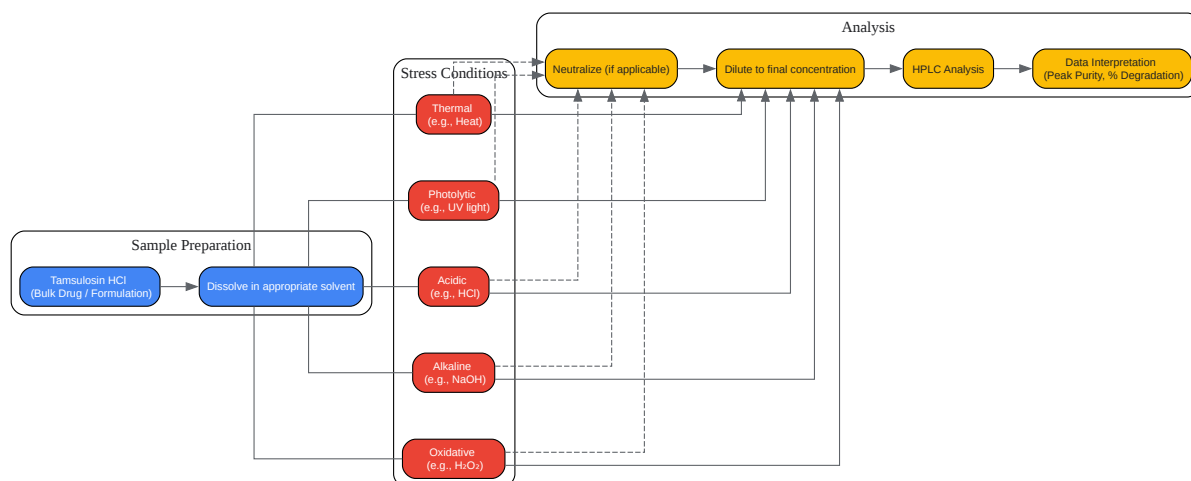 Sample Preparation
Tamsulosin HCl
(Bulk Drug / Formulation)
Dissolve in appropriate solvent
Stress Conditions
Thermal
(e.g., Heat)
Photolytic
(e.g., UV light)
Acidic
(e.g., HCl)
Alkaline
(e.g., NaOH)
Oxidative
(e.g., H₂O₂)
Analysis
Neutralize (if applicable)
Dilute to final concentration
HPLC Analysis
Data Interpretation
(Peak Purity, % Degradation)